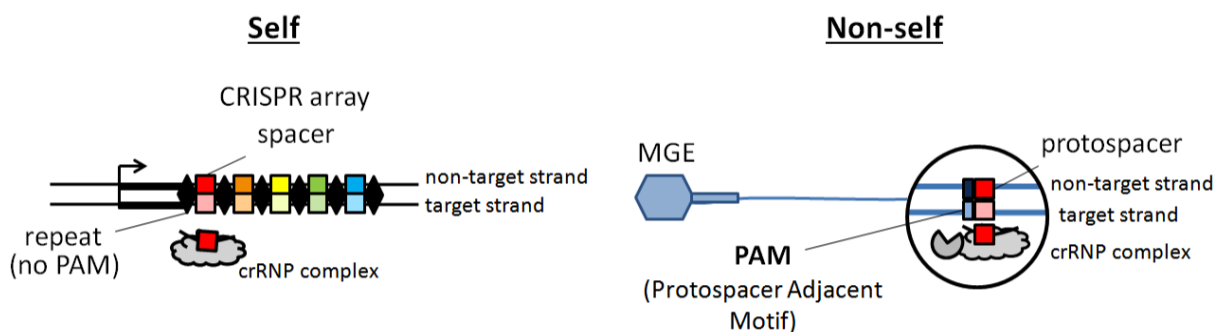 Self
CRISPR array
spacer
non-target strand
target strand
repeat
(no PAM)
crRNP complex
Non-self
MGE
protospacer
non-target strand
target strand
crRNP complex
PAM
(Protospacer Adjacent
Motif)